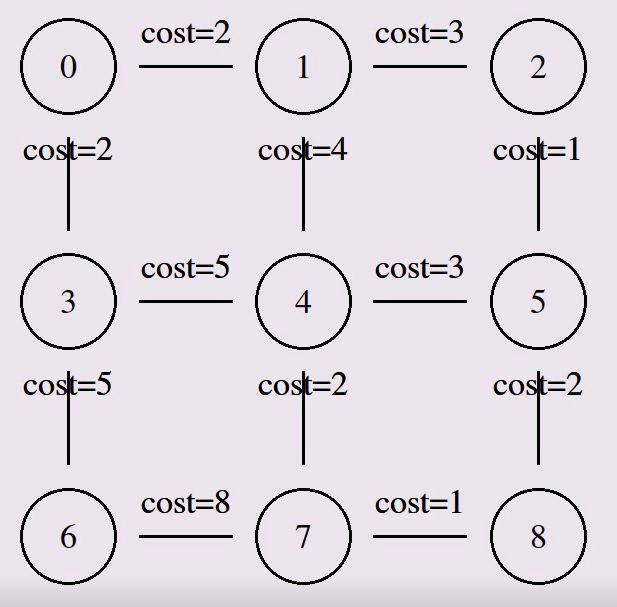 cost=2 cost=3
0 1 2
cost=2 cost=4 cost=1
cost=5 cost=3
3 4 5
cost=5 cost=2 cost=2
cost=8 cost=1
6 7 8